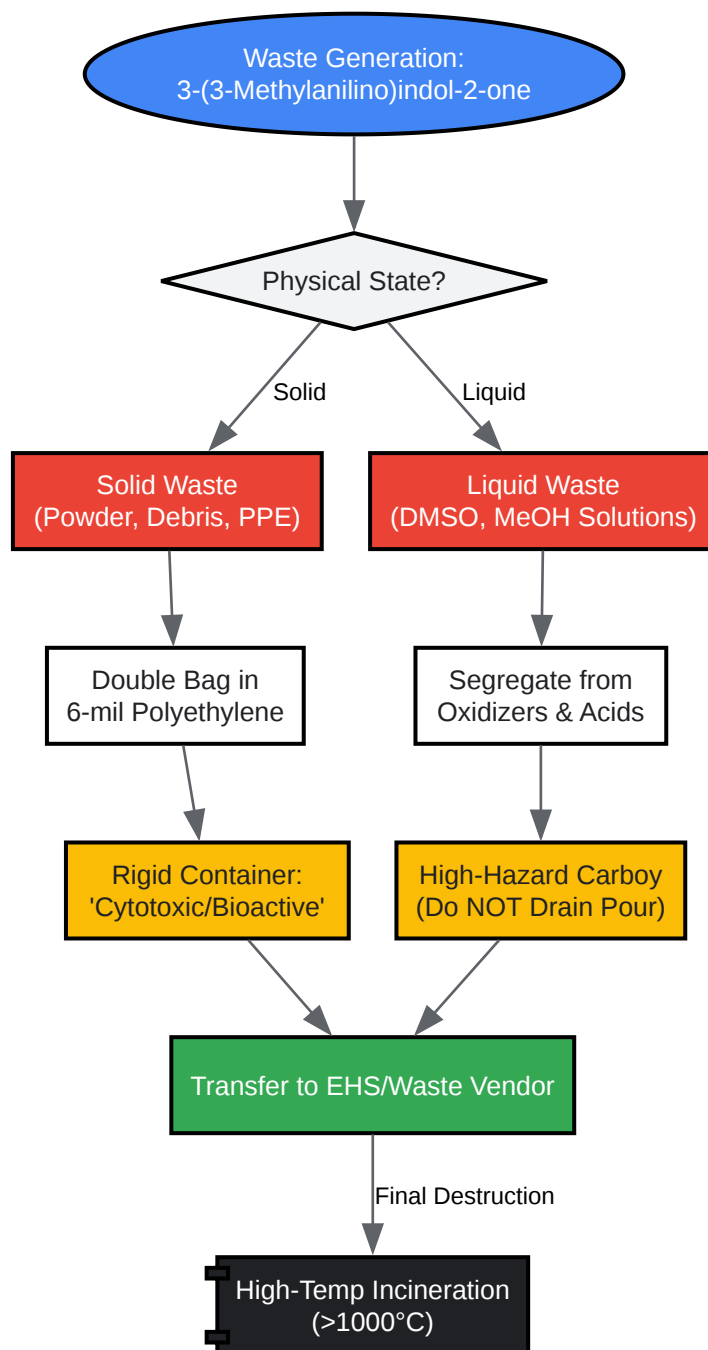 Waste Generation:
3-(3-Methylanilino)indol-2-one
Physical State?
Solid
Liquid
Solid Waste
(Powder, Debris, PPE)
Liquid Waste
(DMSO, MeOH Solutions)
Double Bag in
6-mil Polyethylene
Segregate from
Oxidizers & Acids
Rigid Container:
'Cytotoxic/Bioactive'
High-Hazard Carboy
(Do NOT Drain Pour)
Transfer to EHS/Waste Vendor
Final Destruction
High-Temp Incineration
(>1000°C)